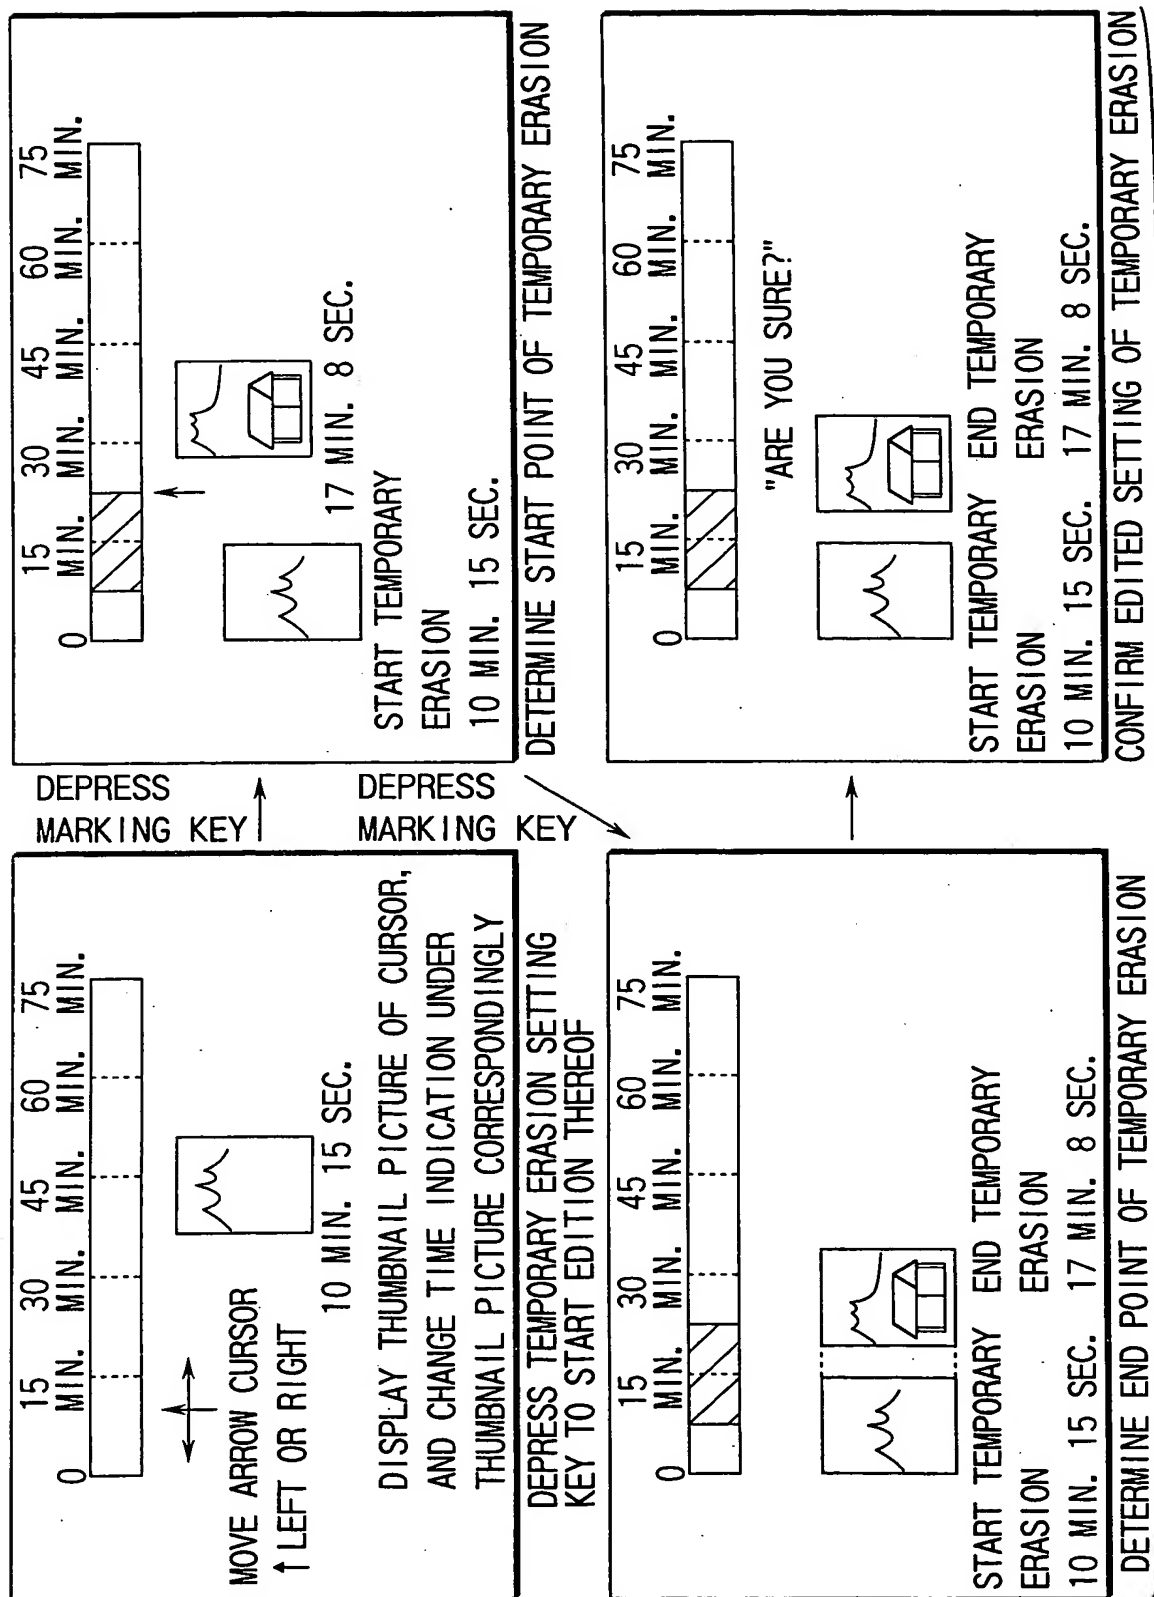 0
15
MIN.
30
MIN.
45
MIN.
60
MIN.
75
MIN.
MOVE ARROW CURSOR
↑ LEFT OR RIGHT
10 MIN. 15 SEC.
DISPLAY THUMBNAIL PICTURE OF CURSOR,
AND CHANGE TIME INDICATION UNDER
THUMBNAIL PICTURE CORRESPONDINGLY
DEPRESS TEMPORARY ERASION SETTING
KEY TO START EDITION THEREOF
DEPRESS
MARKING KEY
0
15
MIN.
30
MIN.
45
MIN.
60
MIN.
75
MIN.
17 MIN. 8 SEC.
START TEMPORARY
ERASION
10 MIN. 15 SEC.
DETERMINE START POINT OF TEMPORARY ERASION
DEPRESS
MARKING KEY
0
15
MIN.
30
MIN.
45
MIN.
60
MIN.
75
MIN.
START TEMPORARY END TEMPORARY
ERASION ERASION
10 MIN. 15 SEC. 17 MIN. 8 SEC.
DETERMINE END POINT OF TEMPORARY ERASION
0
15
MIN.
30
MIN.
45
MIN.
60
MIN.
75
MIN.
"ARE YOU SURE?"
START TEMPORARY END TEMPORARY
ERASION ERASION
10 MIN. 15 SEC. 17 MIN. 8 SEC.
CONFIRM EDITED SETTING OF TEMPORARY ERASION